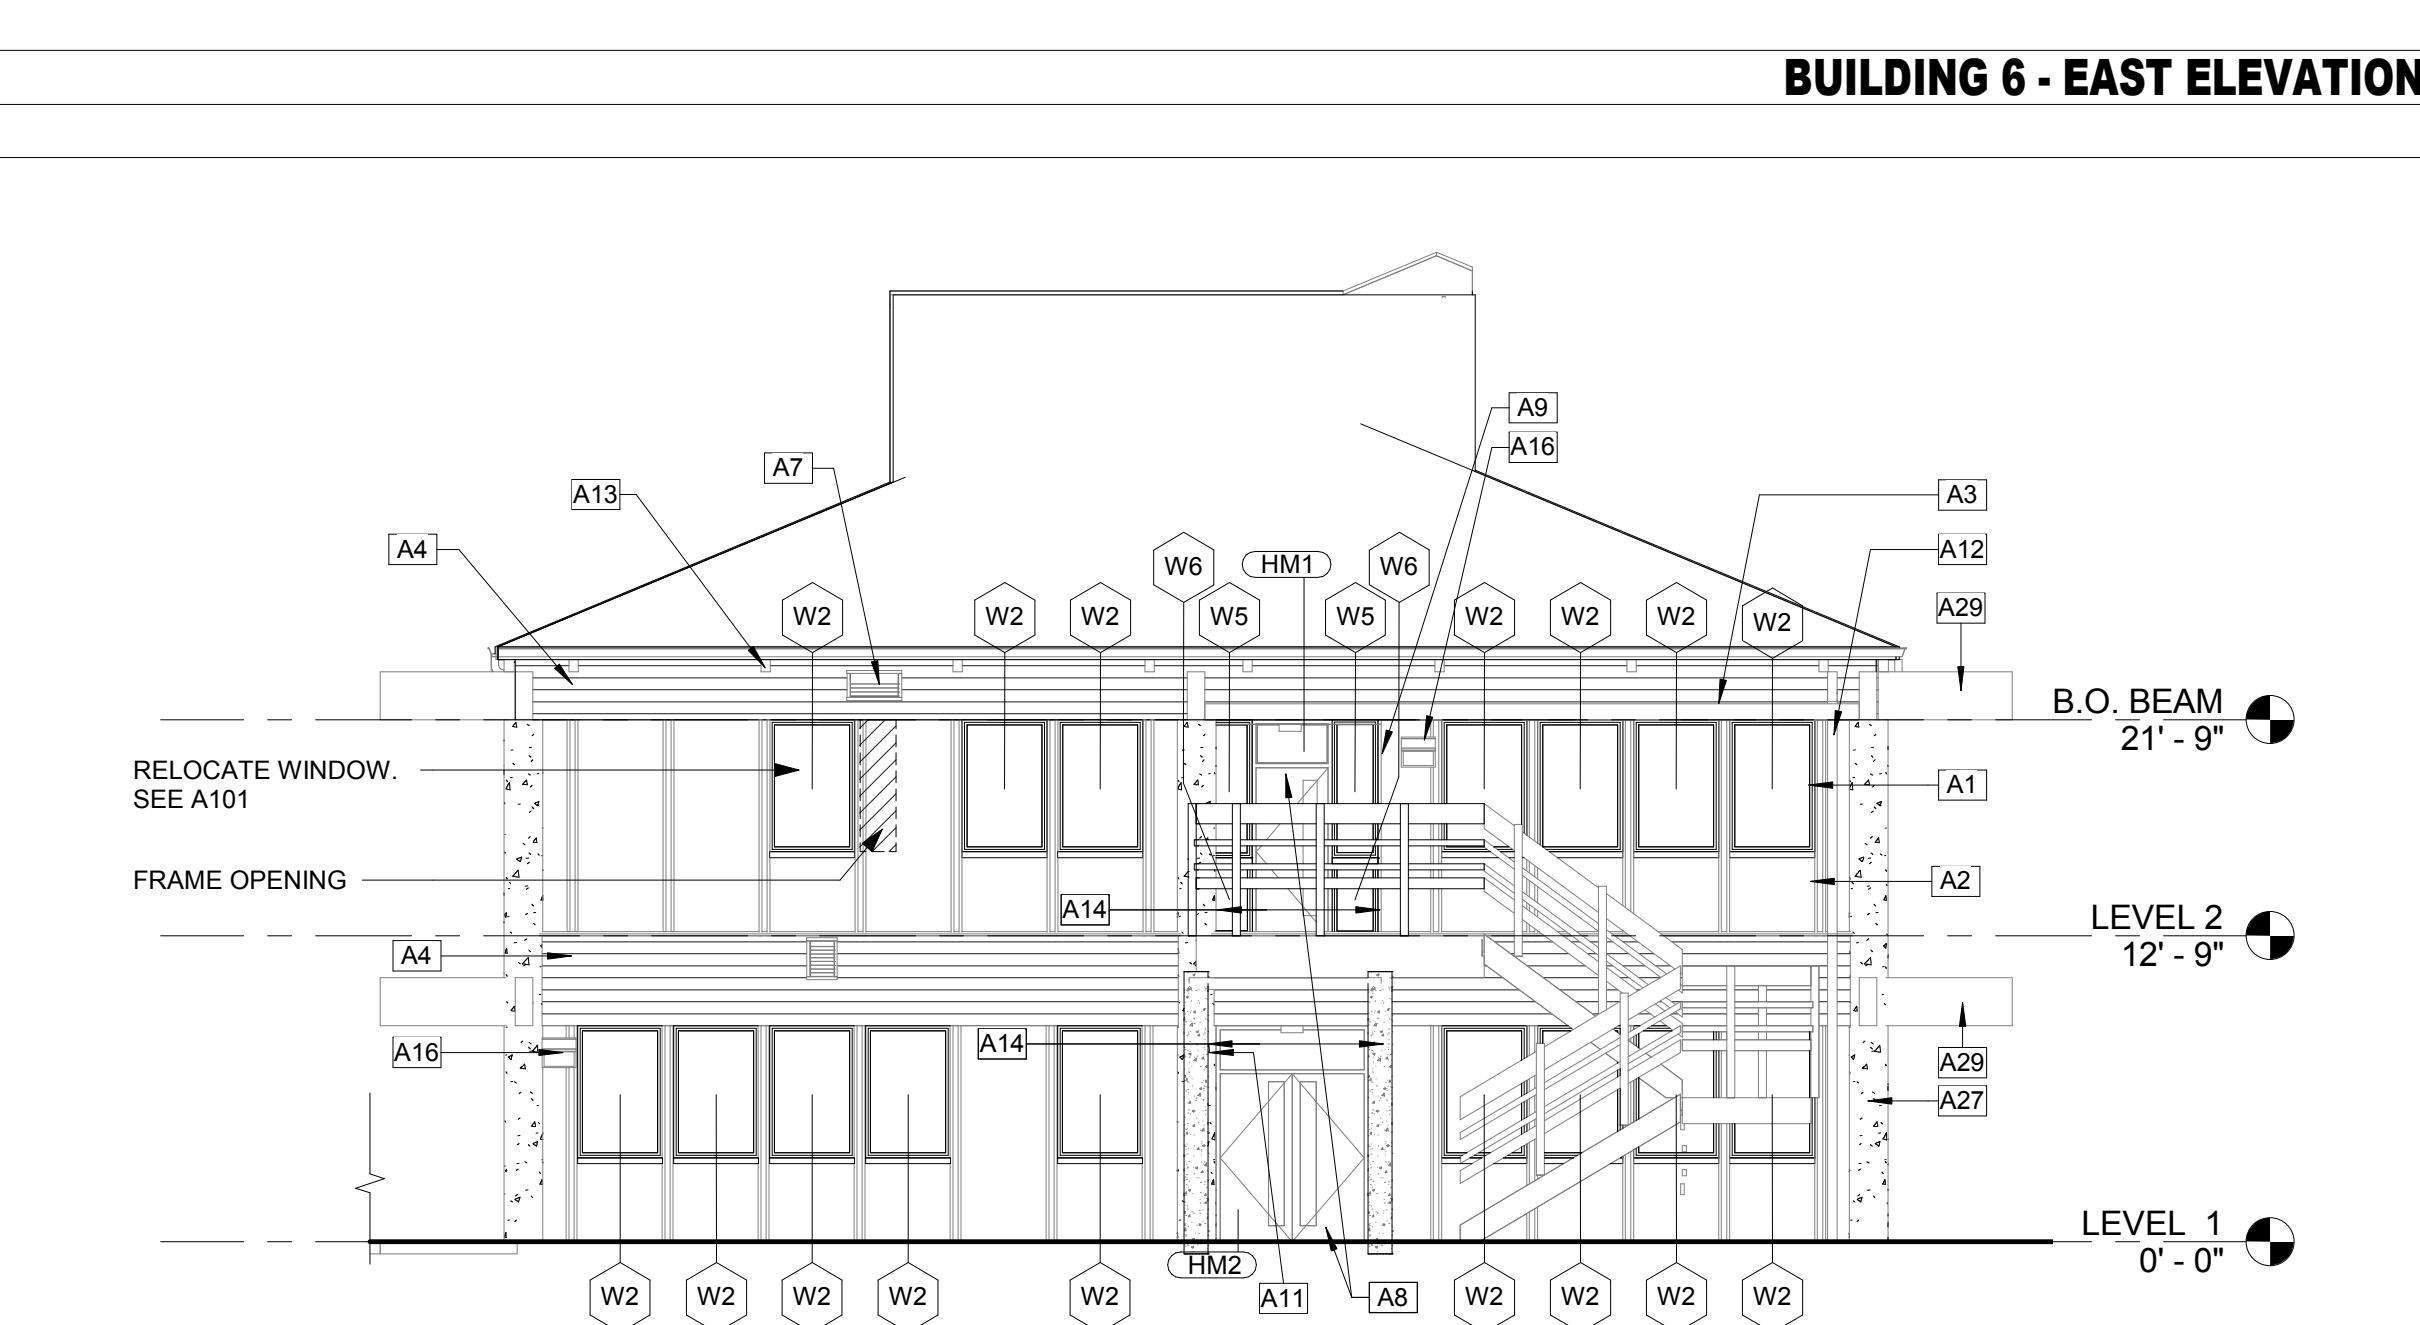 BUILDING 6 - EAST ELEVATION
A9
A16
A7
A13
A3
A4
A12
W6
HM1
W6
A29
W2
W2
W2
W5
W5
W2
W2
W2
W2
B.O. BEAM
21' - 9"
RELOCATE WINDOW.
SEE A101
A1
FRAME OPENING
A2
A14
LEVEL 2
12' - 9"
A4
A14
A16
A29
A27
LEVEL 1
0' - 0"
HM2
W2
W2
W2
W2
W2
A11
A8
W2
W2
W2
W2